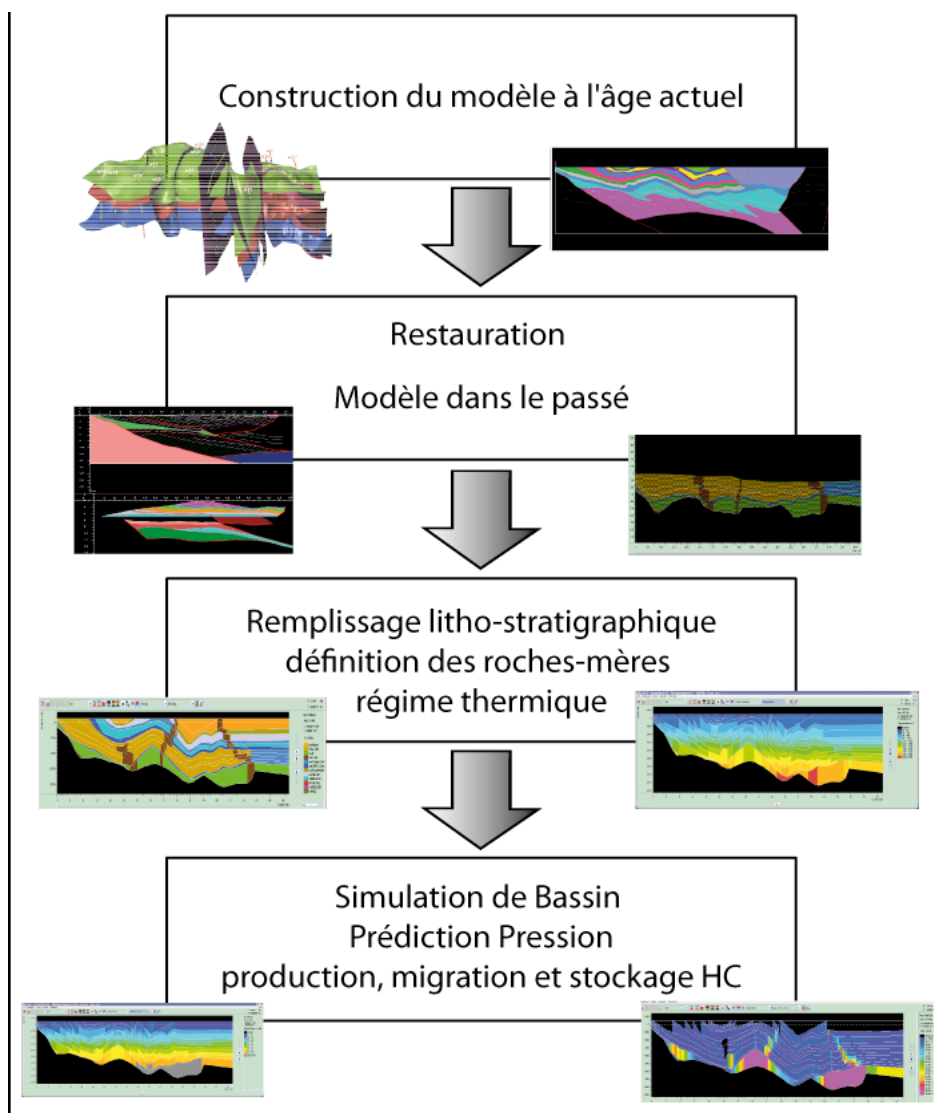 Construction du modèle à l'âge actuel
Restauration
Modèle dans le passé
Remplissage litho-stratigraphique
définition des roches-mères
régime thermique
Simulation de Bassin
Prédiction Pression
production, migration et stockage HC